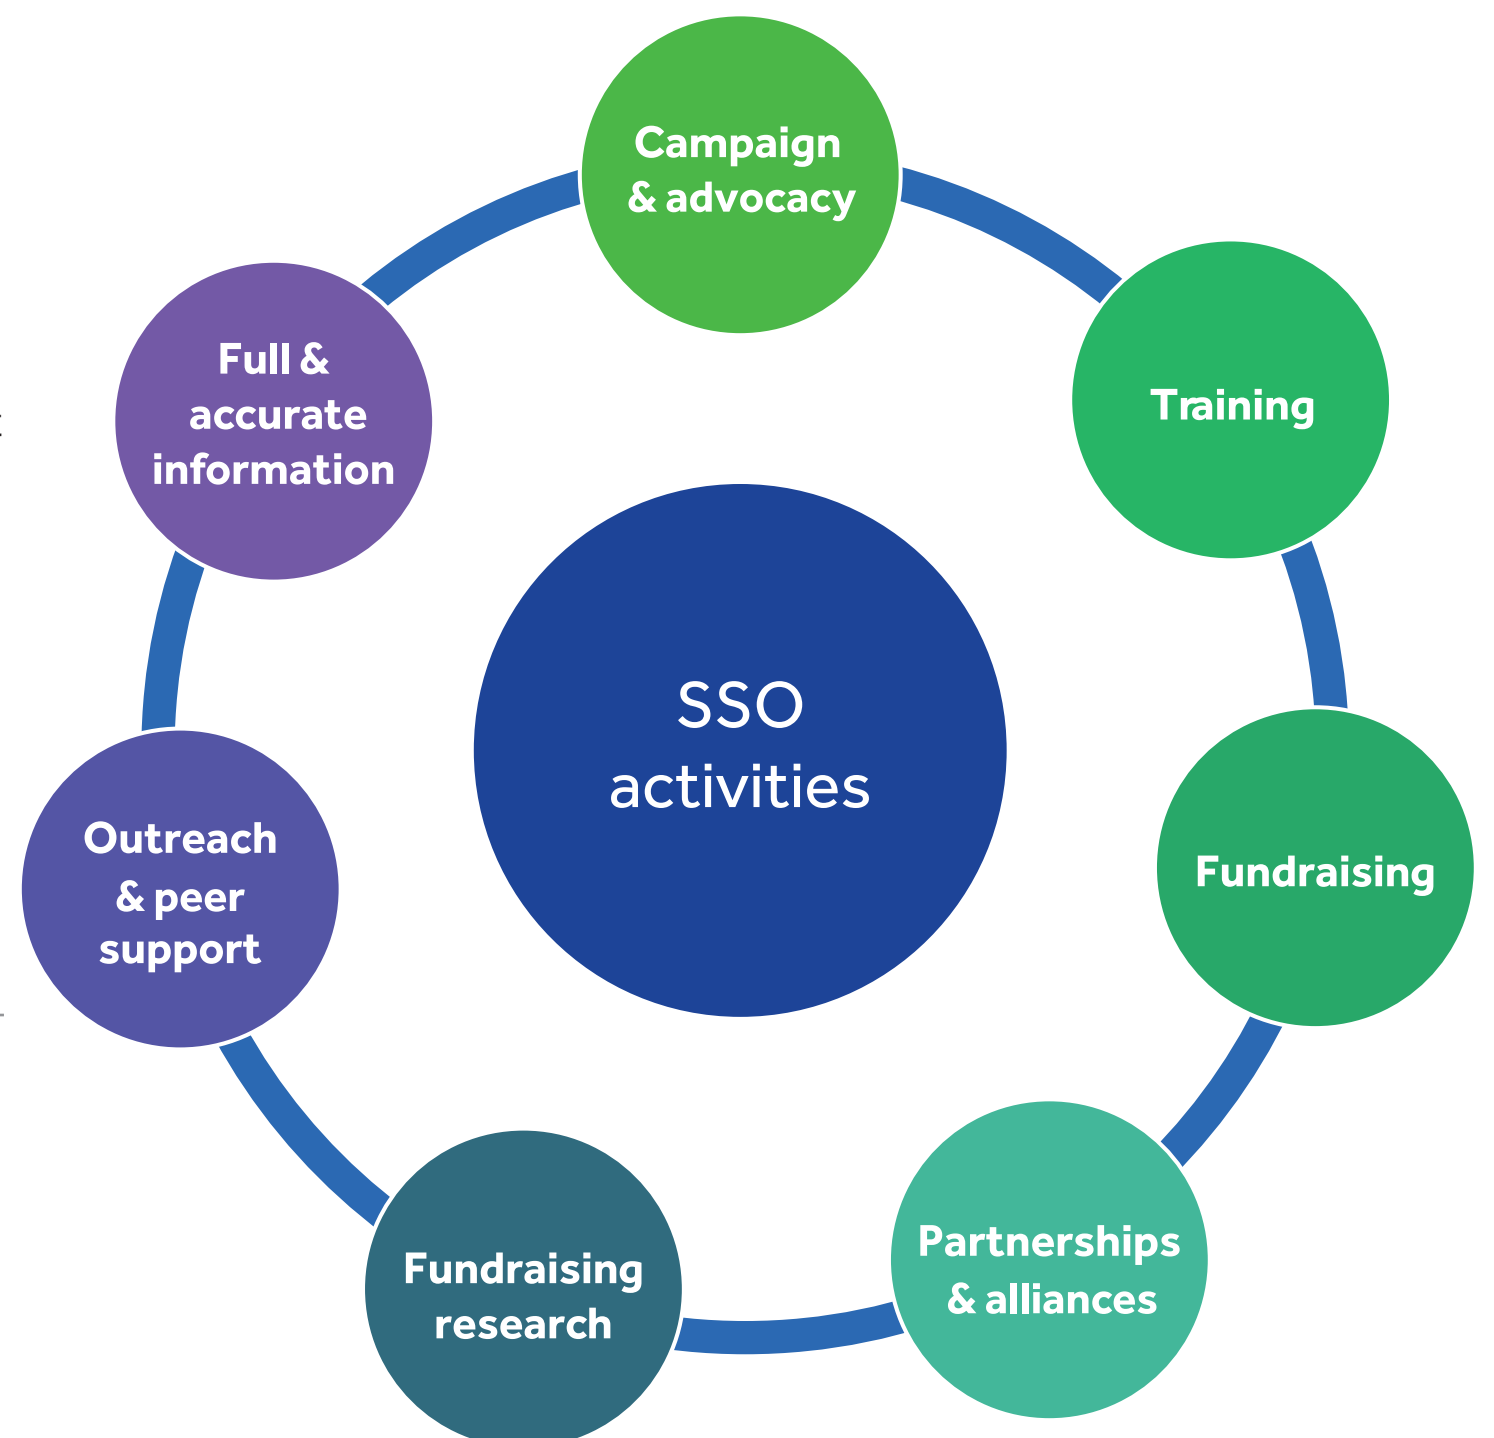 Campaign
& advocacy
Training
Fundraising
Partnerships
& alliances
Fundraising
research
Outreach
& peer
support
Full &
accurate
information
SSO
activities